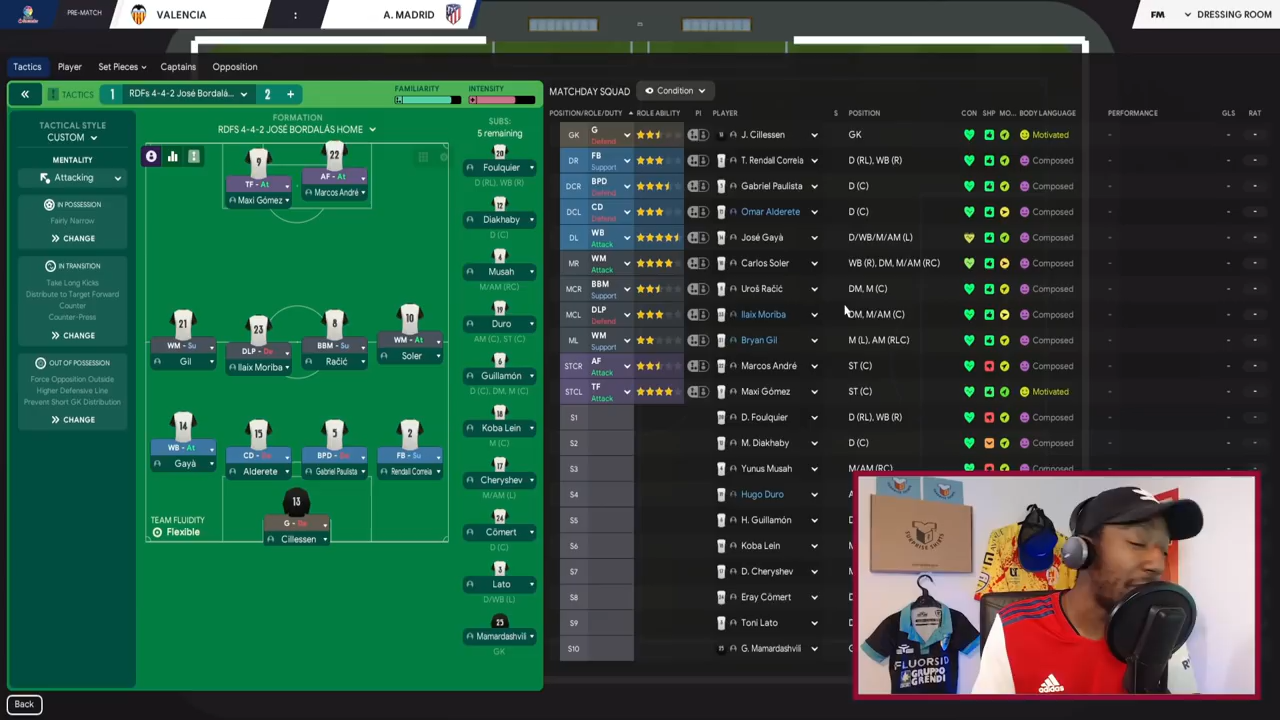 PRE-MATCH
VALENCIA
:
A. MADRID
FM
DRESSING ROOM
Tactics
Player
Set Pieces
Captains
Opposition
TACTICS
1
RDFs 4-4-2 José Bordalá...
2
+
FAMILIARITY
INTENSITY
TACTICAL STYLE
CUSTOM
MENTALITY
Attacking
IN POSSESSION
Fairly Narrow
CHANGE
IN TRANSITION
Take Long Kicks
Distribute to Target Forward
Counter
Counter-Press
CHANGE
OUT OF POSSESSION
Force Opposition Outside
Higher Defensive Line
Prevent Short GK Distribution
CHANGE
FORMATION
RDFS 4-4-2 JOSÉ BORDALÁS HOME
9
TF - At
Maxi Gómez
22
AF - At
Marcos André
21
WM - Su
Gil
23
DLP - De
Ilaix Moriba
8
BBM - Su
Račić
10
WM - At
Soler
14
WB - At
Gayà
15
CD - De
Alderete
5
BPD - De
Gabriel Paulista
2
FB - Su
Rendall Correia
13
G - De
Cillessen
TEAM FLUIDITY
Flexible
SUBS:
5 remaining
20
Foulquier
D (RL), WB (R)
12
Diakhaby
D (C)
4
Musah
M/AM (RC)
19
Duro
AM (C), ST (C)
6
Guillamón
D (C), DM, M (C)
18
Koba Lein
M (C)
17
Cheryshev
M/AM (L)
24
Cömert
D (C)
3
Lato
D/WB (L)
25
Mamardashvili
GK
MATCHDAY SQUAD
Condition
POSITION/ROLE/DUTY
ROLE ABILITY
PI
PLAYER
S
POSITION
CON
SHP
MO...
BODY LANGUAGE
PERFORMANCE
GLS
RAT
GK G Defend J. Cillessen GK Motivated - - -
DR FB Support T. Rendall Correia D (RL), WB (R) Composed - - -
DCR BPD Defend Gabriel Paulista D (C) Composed - - -
DCL CD Defend Omar Alderete D (C) Composed - - -
DL WB Attack José Gayà D/WB/M/AM (L) Composed - - -
MR WM Attack Carlos Soler WB (R), DM, M/AM (RC) Composed - - -
MCR BBM Support Uroš Račić DM, M (C) Composed - - -
MCL DLP Defend Ilaix Moriba DM, M/AM (C) Composed - - -
ML WM Support Bryan Gil M (L), AM (RLC) Composed - - -
STCR AF Attack Marcos André ST (C) Composed - - -
STCL TF Attack Maxi Gómez ST (C) Motivated - - -
S1 D. Foulquier D (RL), WB (R) Composed - - -
S2 M. Diakhaby D (C) Composed - - -
S3 Yunus Musah M/AM (RC) Composed - - -
S4 Hugo Duro
S5 H. Guillamón
S6 Koba Lein
S7 D. Cheryshev
S8 Eray Cömert
S9 Toni Lato
S10 G. Mamardashvili
SURPRISE SHIRTS
FLUORSID
GRUPPO
GRENDI
adidas
Back